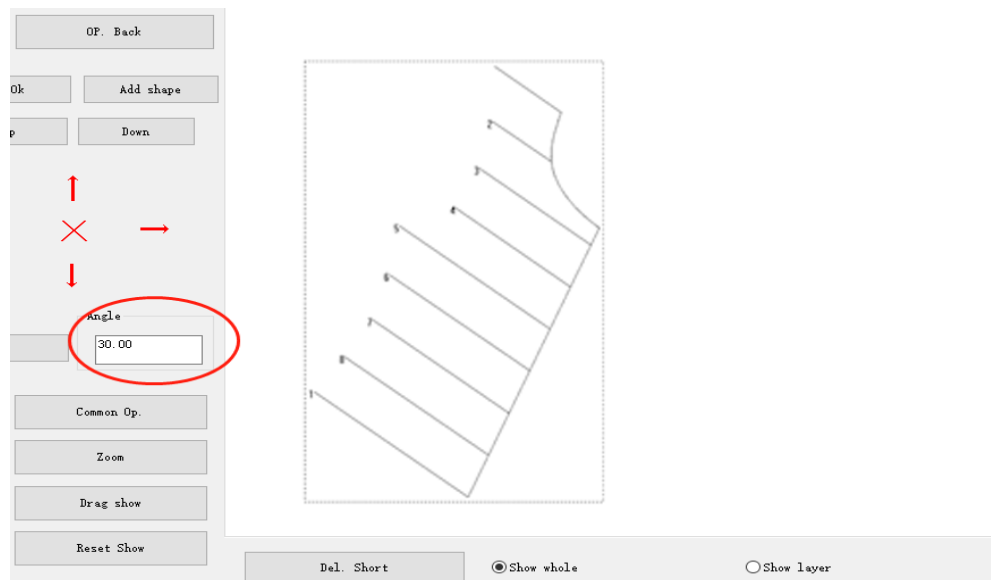 OP. Back
Ok
Add shape
p
Down
Angle
30.00
Common Op.
Zoom
Drag show
Reset Show
2
3
4
5
6
7
8
1
Del. Short
Show whole
Show layer